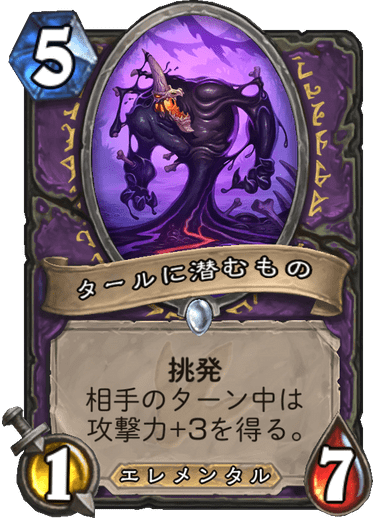 5
タールに潜むもの
挑発
相手のターン中は
攻撃力+3を得る。
1
エレメンタル
7